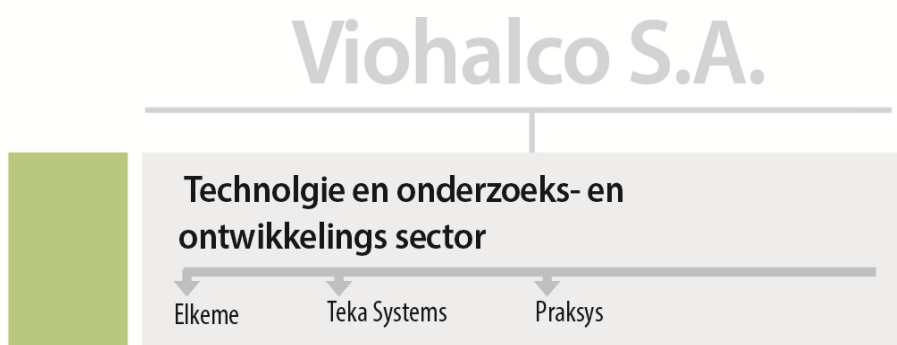 Viohalco S.A.
Technolgie en onderzoeks- en
ontwikkelings sector
Elkeme Teka Systems Praksys